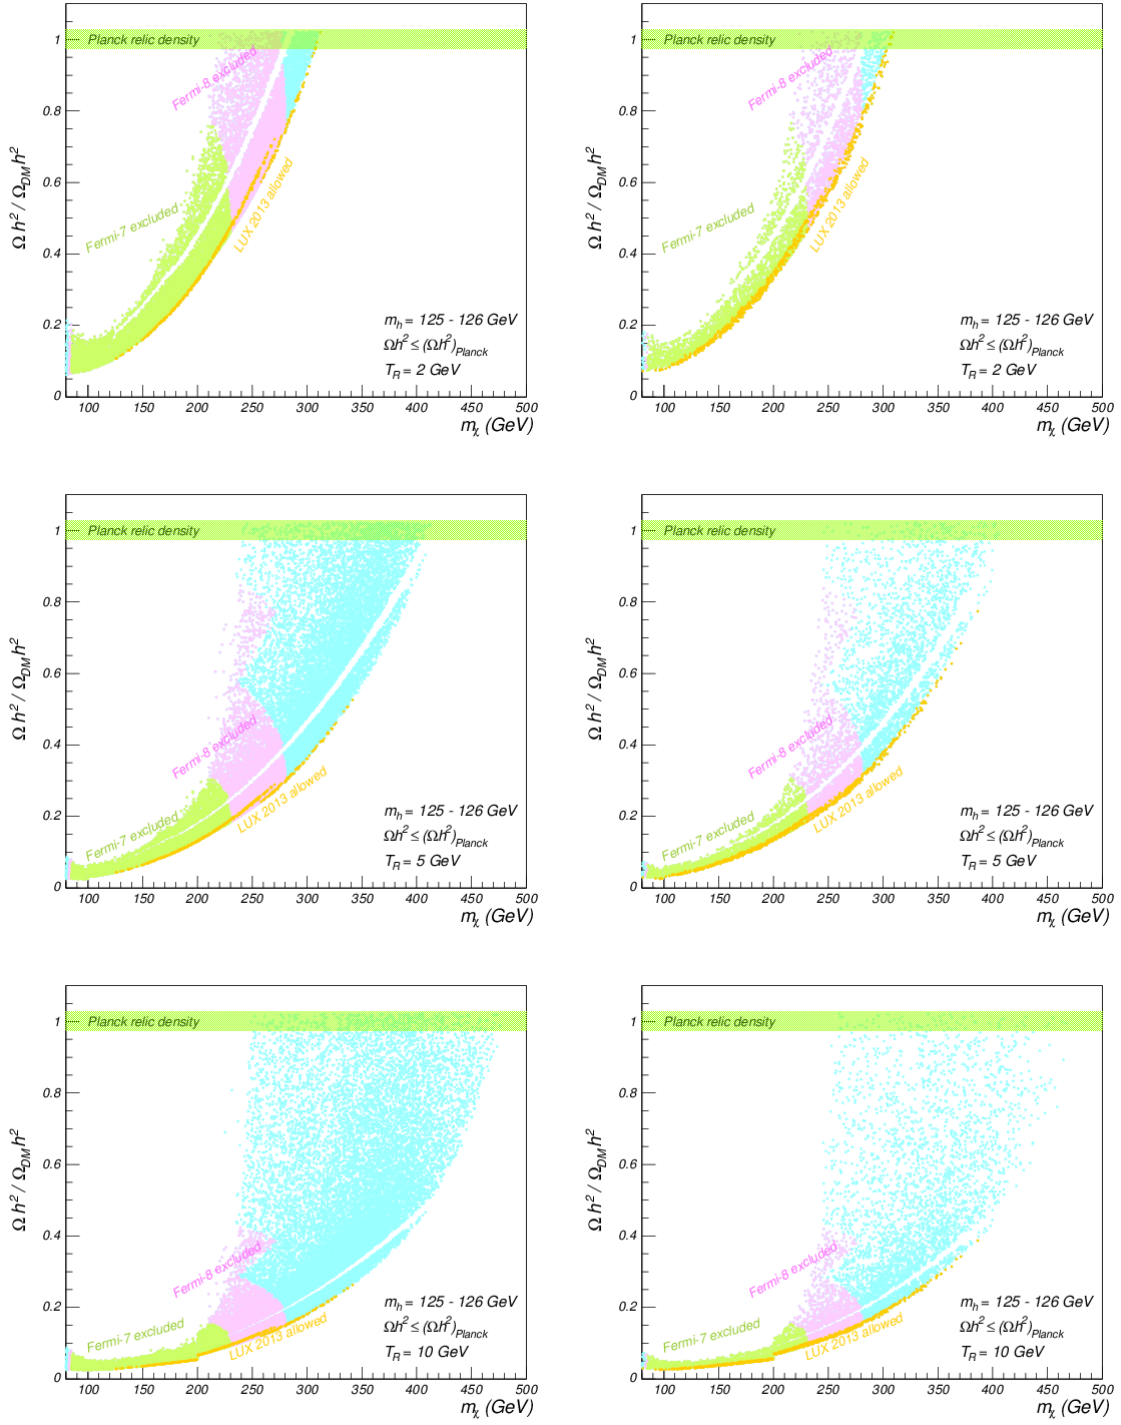 Planck relic density
Fermi-8 excluded
Fermi-7 excluded
LUX 2013 allowed
m_h = 125 - 126 GeV
Ωh² ≤ (Ωh²)_Planck
T_R = 2 GeV
Ω h² / Ω_DM h²
0 0.2 0.4 0.6 0.8 1
100 150 200 250 300 350 400 450 500
m_χ (GeV)
Planck relic density
Fermi-8 excluded
Fermi-7 excluded
LUX 2013 allowed
m_h = 125 - 126 GeV
Ωh² ≤ (Ωh²)_Planck
T_R = 2 GeV
Ω h² / Ω_DM h²
0 0.2 0.4 0.6 0.8 1
100 150 200 250 300 350 400 450 500
m_χ (GeV)
Planck relic density
Fermi-8 excluded
Fermi-7 excluded
LUX 2013 allowed
m_h = 125 - 126 GeV
Ωh² ≤ (Ωh²)_Planck
T_R = 5 GeV
Ω h² / Ω_DM h²
0 0.2 0.4 0.6 0.8 1
100 150 200 250 300 350 400 450 500
m_χ (GeV)
Planck relic density
Fermi-8 excluded
Fermi-7 excluded
LUX 2013 allowed
m_h = 125 - 126 GeV
Ωh² ≤ (Ωh²)_Planck
T_R = 5 GeV
Ω h² / Ω_DM h²
0 0.2 0.4 0.6 0.8 1
100 150 200 250 300 350 400 450 500
m_χ (GeV)
Planck relic density
Fermi-8 excluded
Fermi-7 excluded
LUX 2013 allowed
m_h = 125 - 126 GeV
Ωh² ≤ (Ωh²)_Planck
T_R = 10 GeV
Ω h² / Ω_DM h²
0 0.2 0.4 0.6 0.8 1
100 150 200 250 300 350 400 450 500
m_χ (GeV)
Planck relic density
Fermi-8 excluded
Fermi-7 excluded
LUX 2013 allowed
m_h = 125 - 126 GeV
Ωh² ≤ (Ωh²)_Planck
T_R = 10 GeV
Ω h² / Ω_DM h²
0 0.2 0.4 0.6 0.8 1
100 150 200 250 300 350 400 450 500
m_χ (GeV)